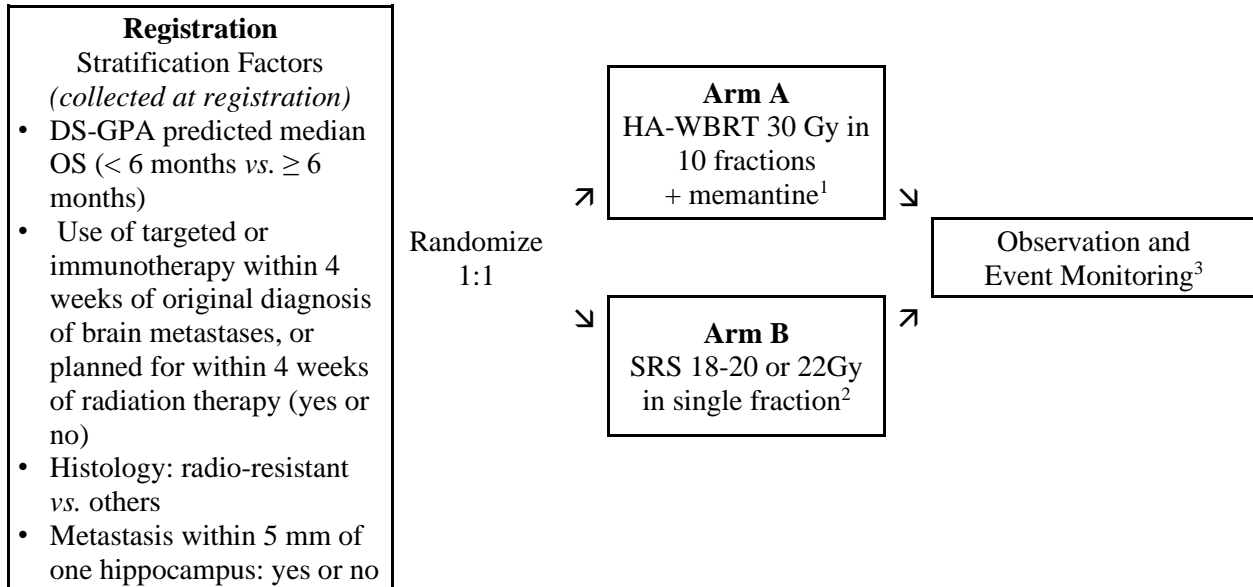 Registration
Stratification Factors
(collected at registration)
• DS-GPA predicted median
OS (< 6 months vs. ≥ 6
months)
• Use of targeted or
immunotherapy within 4
weeks of original diagnosis
of brain metastases, or
planned for within 4 weeks
of radiation therapy (yes or
no)
• Histology: radio-resistant
vs. others
• Metastasis within 5 mm of
one hippocampus: yes or no
Randomize
1:1
Arm A
HA-WBRT 30 Gy in
10 fractions
+ memantine¹
Arm B
SRS 18-20 or 22Gy
in single fraction²
Observation and
Event Monitoring³